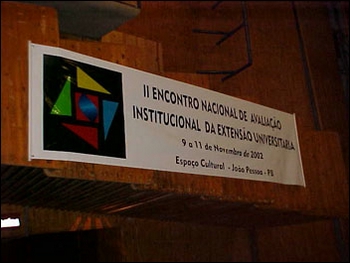 II ENCONTRO NACIONAL DE AVALIAÇÃO
INSTITUCIONAL DA EXTENSÃO UNIVERSITARIA
9 a 11 de Novembro de 2002
Espaço Cultural - João Pessoa - PB